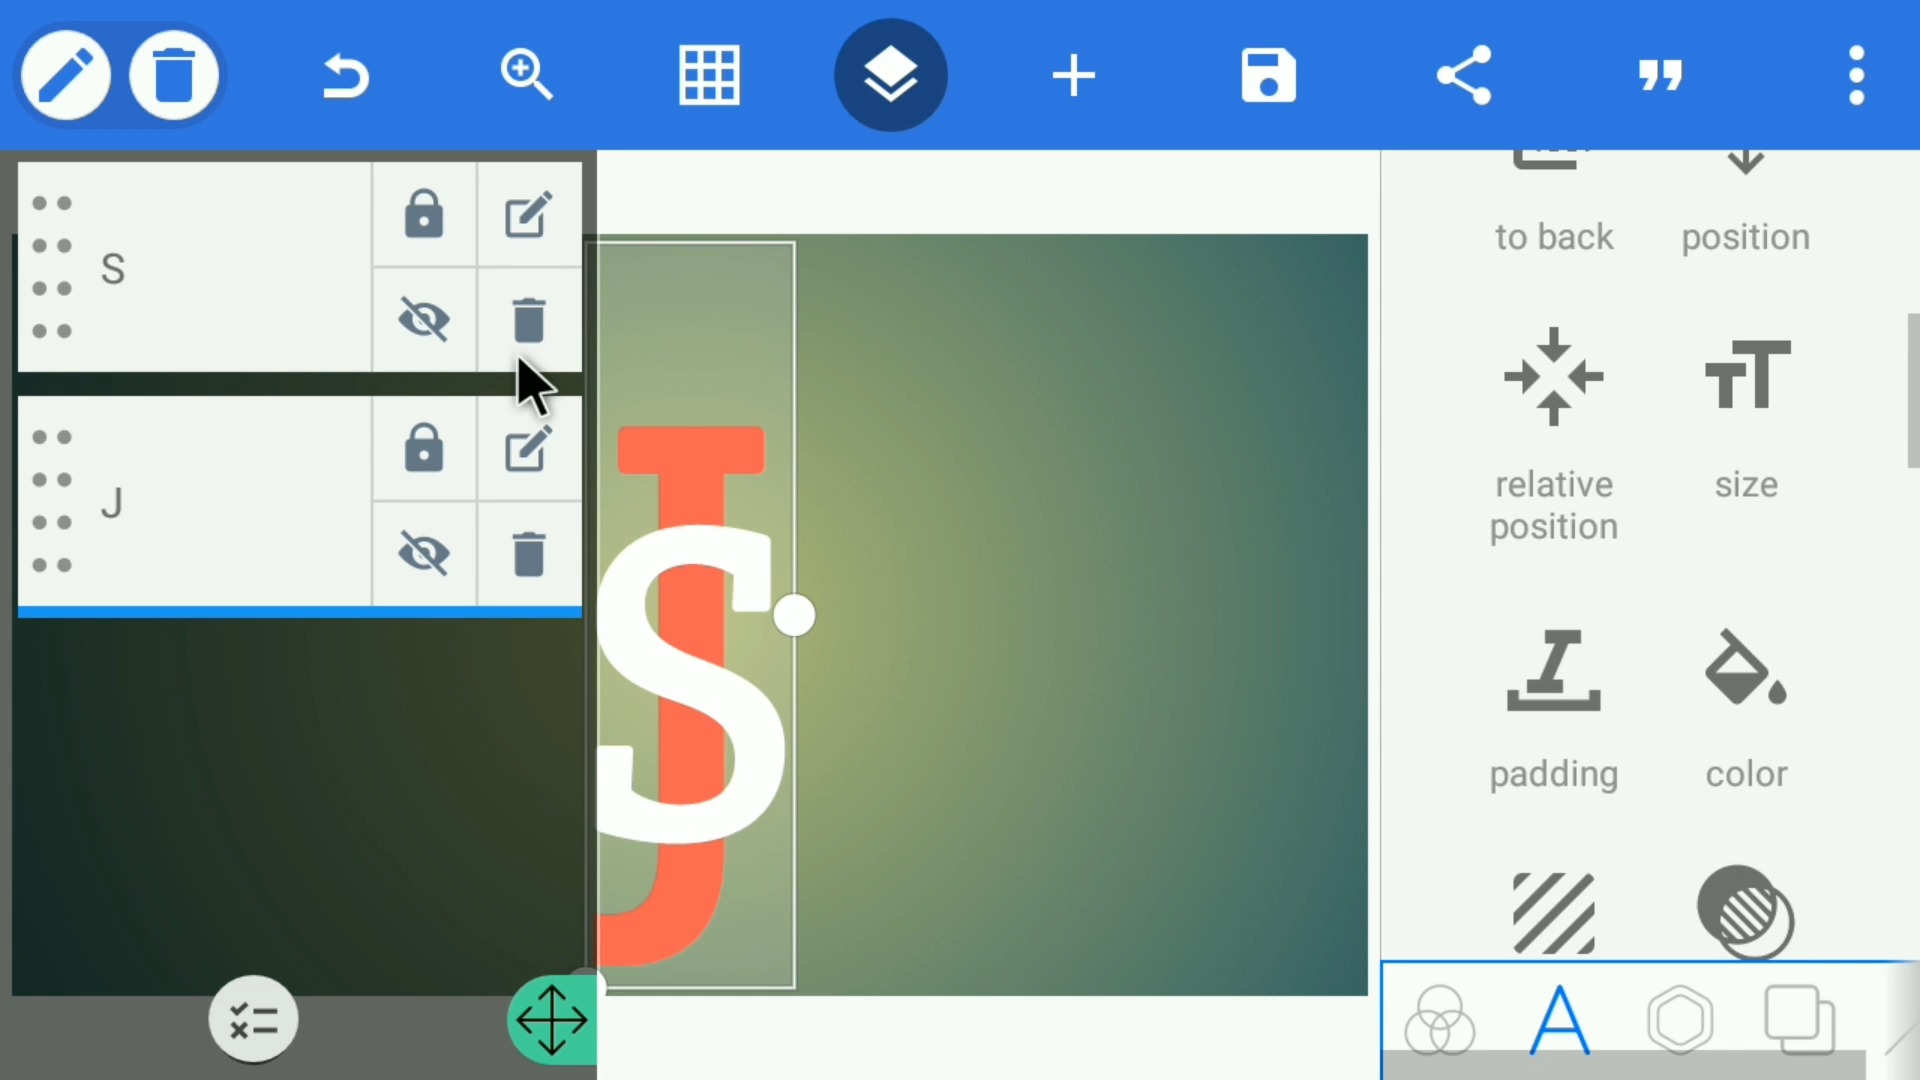 S
J
J
S
to back
position
relative
position
size
padding
color